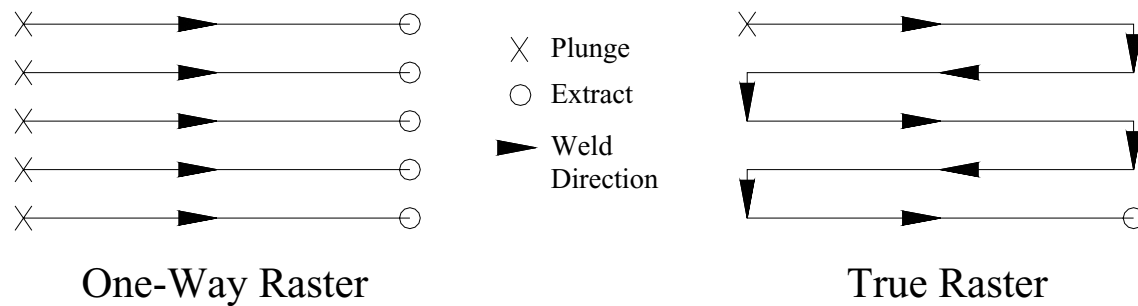 Plunge
Extract
Weld
Direction
One-Way Raster
True Raster